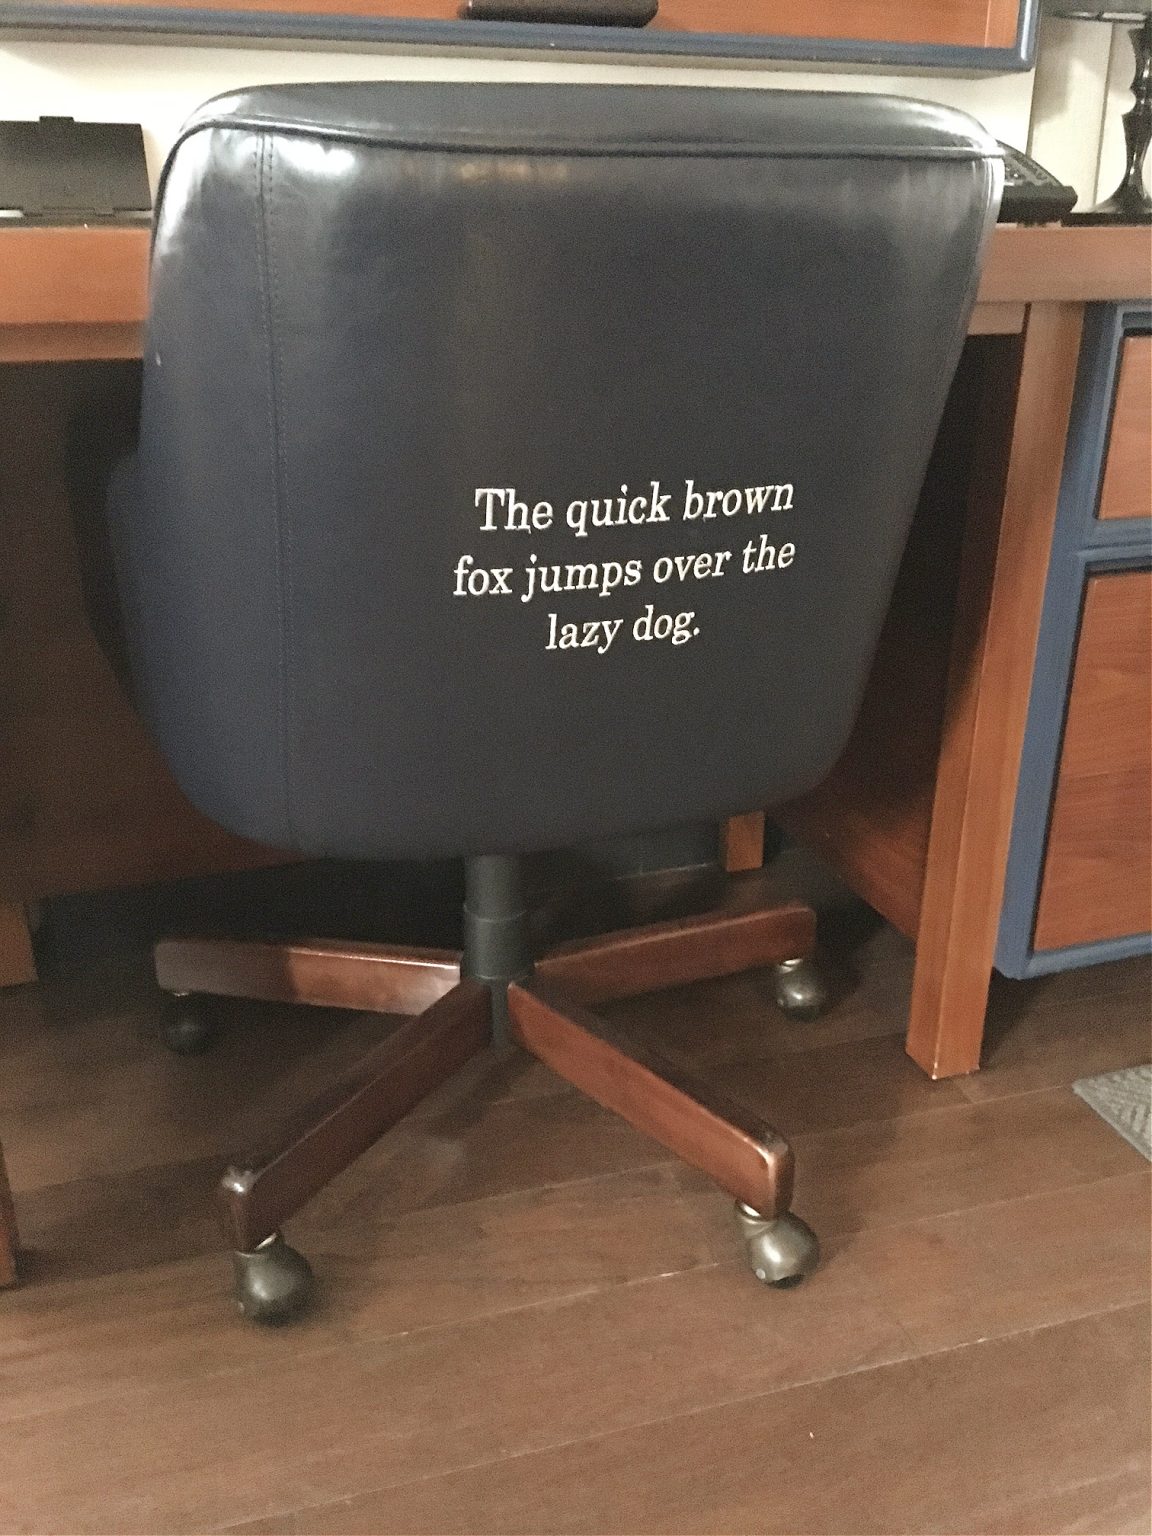 The quick brown
fox jumps over the
lazy dog.